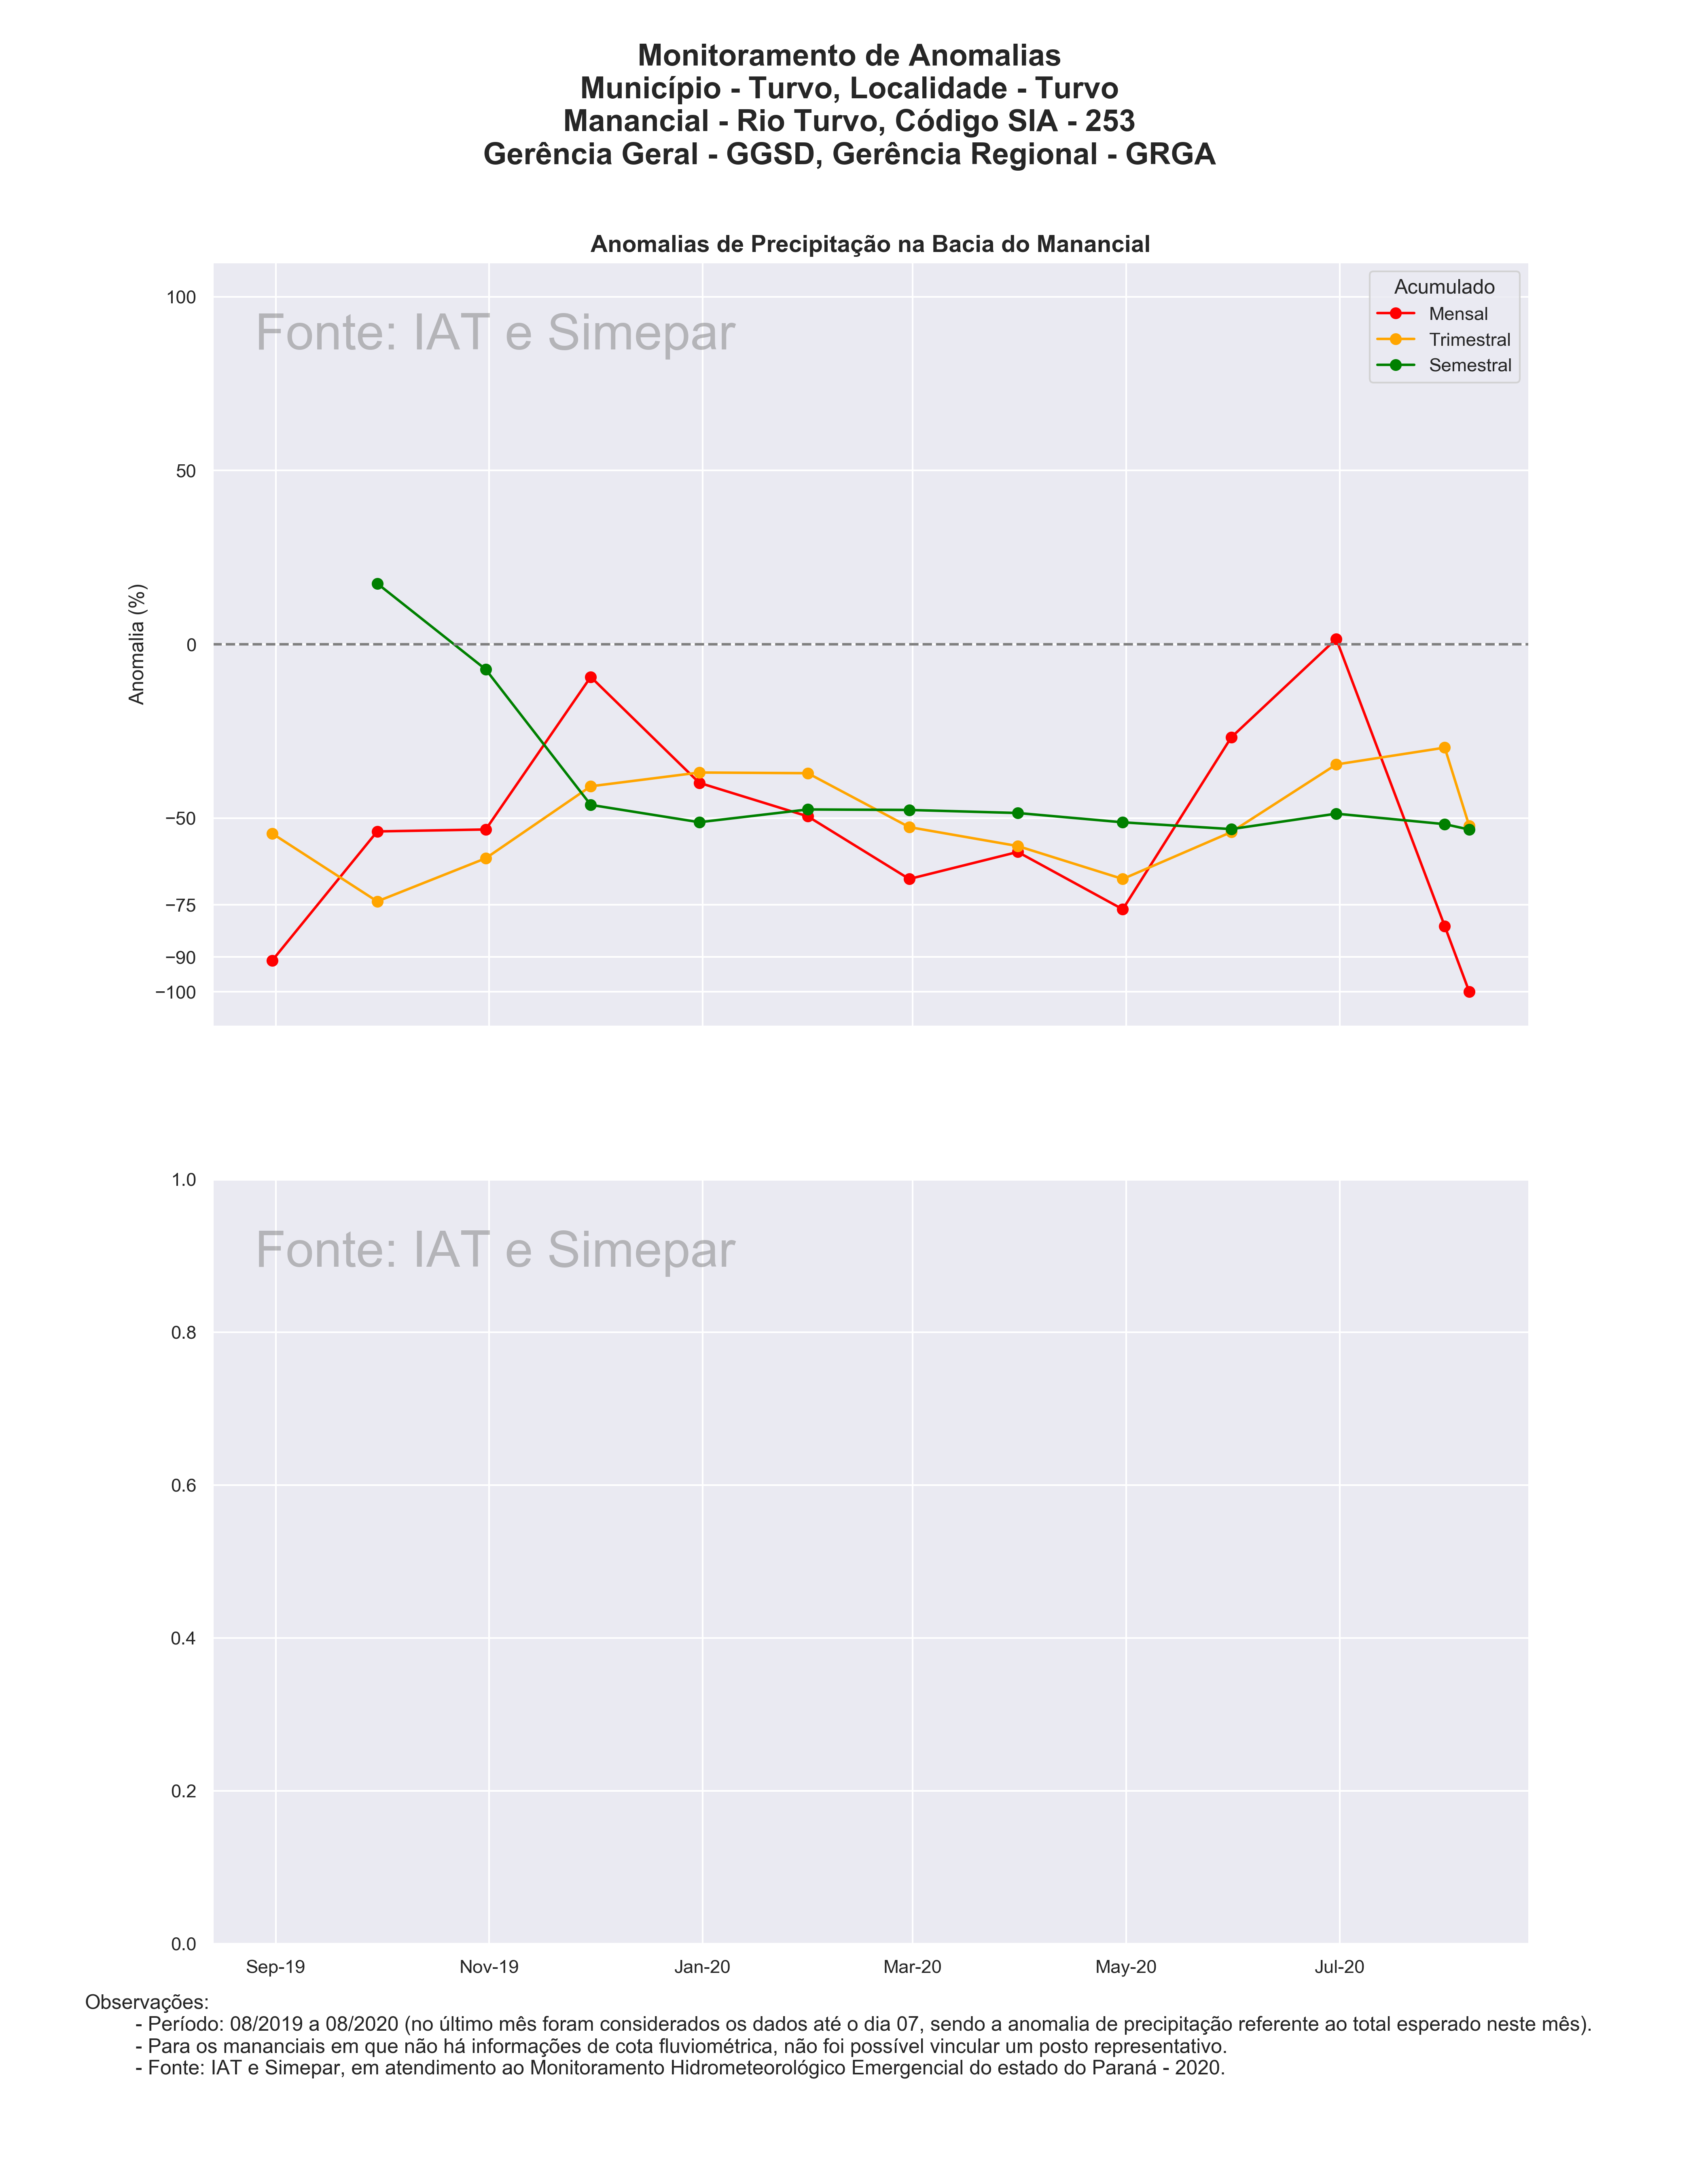 Monitoramento de Anomalias
Município - Turvo, Localidade - Turvo
Manancial - Rio Turvo, Código SIA - 253
Gerência Geral - GGSD, Gerência Regional - GRGA
Anomalias de Precipitação na Bacia do Manancial
Fonte: IAT e Simepar
Acumulado
Mensal
Trimestral
Semestral
Anomalia (%)
100
50
0
−50
−75
−90
−100
Fonte: IAT e Simepar
1.0
0.8
0.6
0.4
0.2
0.0
Sep-19 Nov-19 Jan-20 Mar-20 May-20 Jul-20
Observações:
- Período: 08/2019 a 08/2020 (no último mês foram considerados os dados até o dia 07, sendo a anomalia de precipitação referente ao total esperado neste mês).
- Para os mananciais em que não há informações de cota fluviométrica, não foi possível vincular um posto representativo.
- Fonte: IAT e Simepar, em atendimento ao Monitoramento Hidrometeorológico Emergencial do estado do Paraná - 2020.